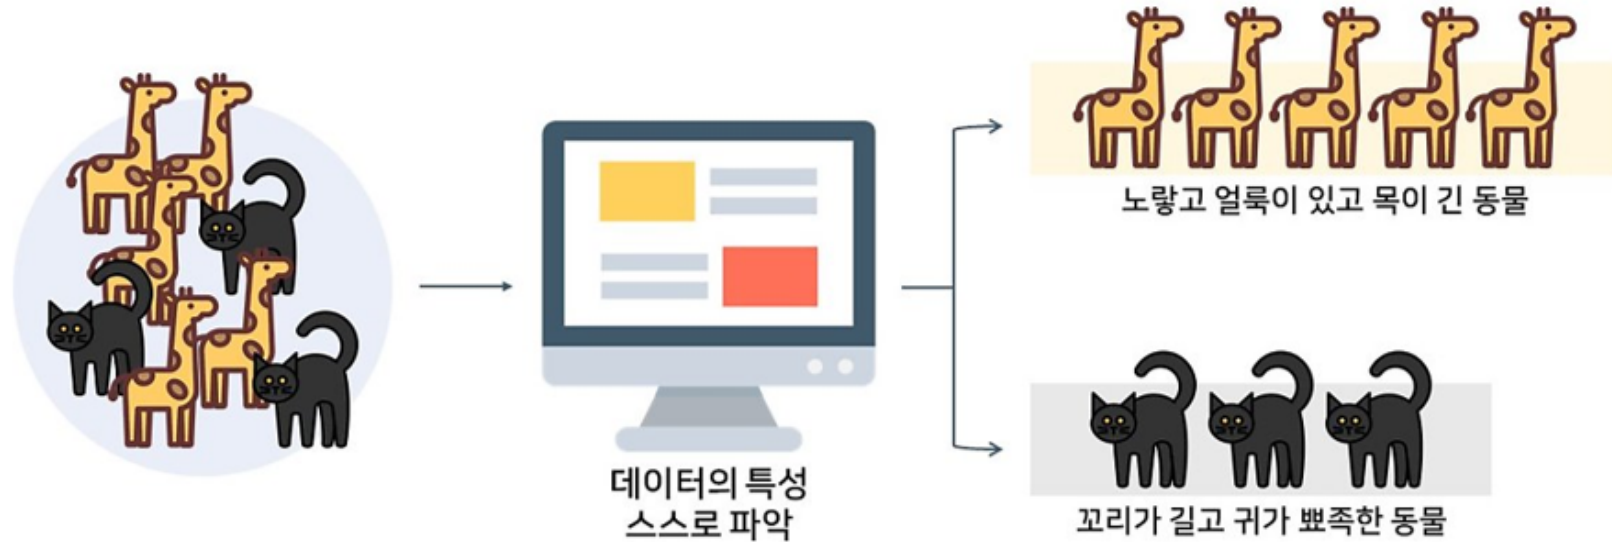 노랗고 얼룩이 있고 목이 긴 동물
데이터의 특성
스스로 파악
꼬리가 길고 귀가 뾰족한 동물